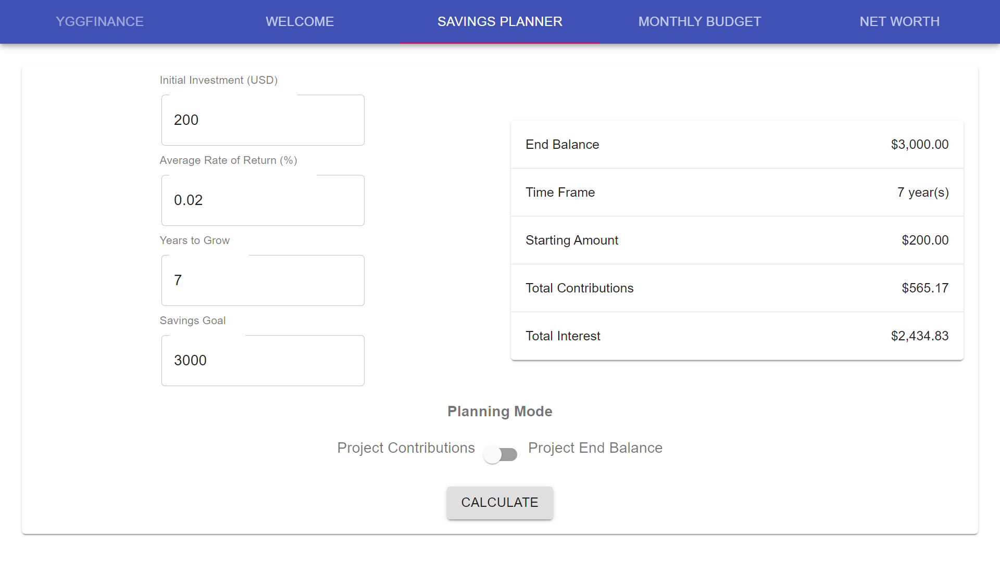 YGGFINANCE
WELCOME
SAVINGS PLANNER
MONTHLY BUDGET
NET WORTH
Initial Investment (USD)
200
Average Rate of Return (%)
0.02
Years to Grow
7
Savings Goal
3000
End Balance $3,000.00
Time Frame 7 year(s)
Starting Amount $200.00
Total Contributions $565.17
Total Interest $2,434.83
Planning Mode
Project Contributions Project End Balance
CALCULATE